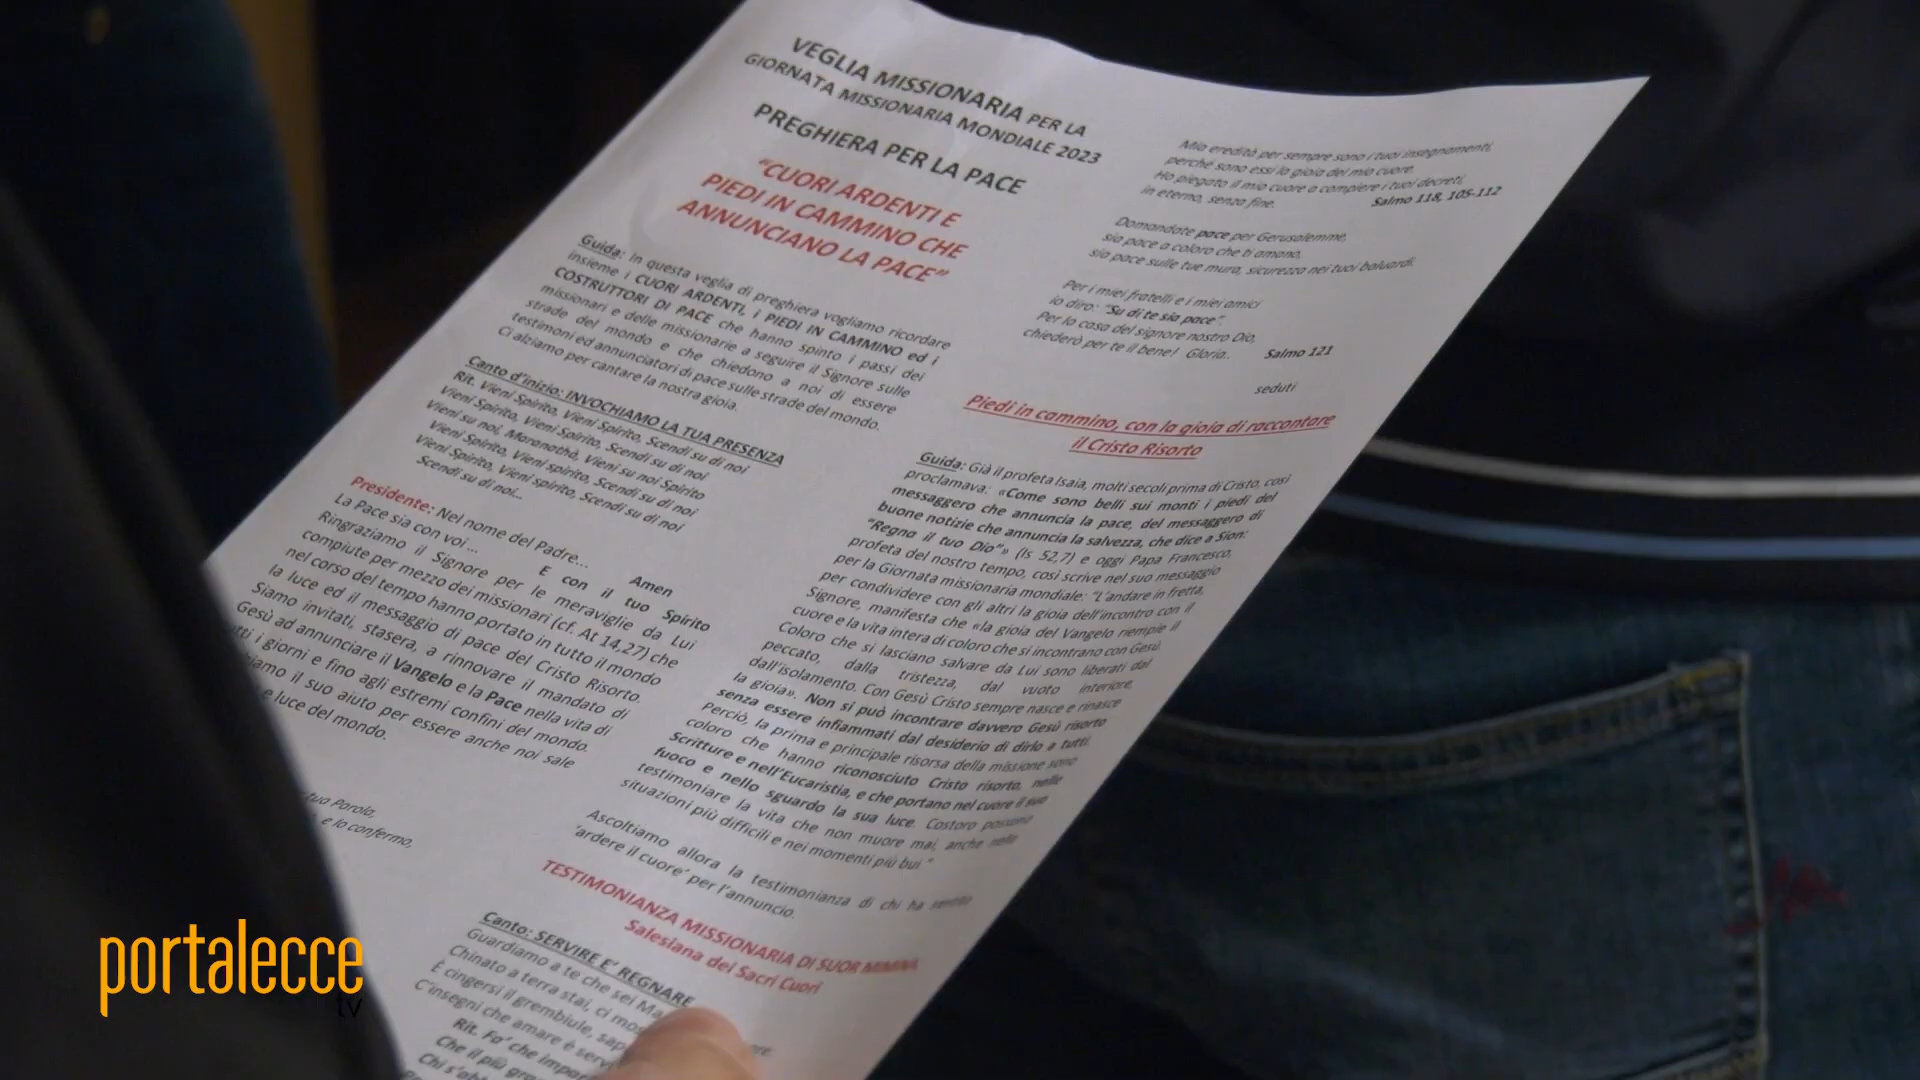 VEGLIA MISSIONARIA PER LA
GIORNATA MISSIONARIA MONDIALE 2023
PREGHIERA PER LA PACE
"CUORI ARDENTI E
PIEDI IN CAMMINO CHE
ANNUNCIANO LA PACE"
Guida: In questa veglia di preghiera vogliamo ricordare
insieme i CUORI ARDENTI, i PIEDI IN CAMMINO ed i
COSTRUTTORI DI PACE che hanno spinto i passi dei
missionari e delle missionarie a seguire il Signore sulle
strade del mondo e che chiedono a noi di essere
testimoni ed annunciatori di pace sulle strade del mondo.
Ci alziamo per cantare la nostra gioia.
Canto d'inizio: INVOCHIAMO LA TUA PRESENZA
Rit. Vieni Spirito, Vieni Spirito, Scendi su di noi
Vieni Spirito, Vieni Spirito, Scendi su di noi
Vieni su noi, Maranathà, Vieni su noi Spirito
Vieni Spirito, Vieni spirito, Scendi su di noi
Vieni Spirito, Vieni spirito, Scendi su di noi
Scendi su di noi...
Presidente: Nel nome del Padre... Amen
La Pace sia con voi ... E con il tuo Spirito
Ringraziamo il Signore per le meraviglie da Lui
compiute per mezzo dei missionari (cf. At 14,27) che
nel corso del tempo hanno portato in tutto il mondo
la luce ed il messaggio di pace del Cristo Risorto.
Siamo invitati, stasera, a rinnovare il mandato di
Gesù ad annunciare il Vangelo e la Pace nella vita di
i giorni e fino agli estremi confini del mondo.
il suo aiuto per essere anche noi sale
e luce del mondo.
tua Parola,
e lo confermo,
Mia eredità per sempre sono i tuoi insegnamenti,
perché sono essi la gioia del mio cuore.
Ho piegato il mio cuore a compiere i tuoi decreti,
in eterno, senza fine. Salmo 118, 105-112
Domandate pace per Gerusalemme,
sia pace a coloro che ti amano,
sia pace sulle tue mura, sicurezza nei tuoi baluardi.
Per i miei fratelli e i miei amici
io dirò: "Su di te sia pace".
Per la casa del signore nostro Dio,
chiederò per te il bene! Gloria.. Salmo 121
seduti
Piedi in cammino, con la gioia di raccontare
il Cristo Risorto
Guida: Già il profeta Isaia, molti secoli prima di Cristo, così
proclamava: «Come sono belli sui monti i piedi del
messaggero che annuncia la pace, del messaggero di
buone notizie che annuncia la salvezza, che dice a Sion:
"Regna il tuo Dio"» (Is 52,7) e oggi Papa Francesco,
profeta del nostro tempo, così scrive nel suo messaggio
per la Giornata missionaria mondiale: "L'andare in fretta,
per condividere con gli altri la gioia dell'incontro con il
Signore, manifesta che «la gioia del Vangelo riempie il
cuore e la vita intera di coloro che si incontrano con Gesù.
Coloro che si lasciano salvare da Lui sono liberati dal
peccato, dalla tristezza, dal vuoto interiore,
dall'isolamento. Con Gesù Cristo sempre nasce e rinasce
la gioia». Non si può incontrare davvero Gesù risorto
senza essere infiammati dal desiderio di dirlo a tutti.
Perciò, la prima e principale risorsa della missione sono
coloro che hanno riconosciuto Cristo risorto, nelle
Scritture e nell'Eucaristia, e che portano nel cuore il suo
fuoco e nello sguardo la sua luce. Costoro possono
testimoniare la vita che non muore mai, anche nelle
situazioni più difficili e nei momenti più bui."
Ascoltiamo allora la testimonianza di chi ha sentito
'ardere il cuore' per l'annuncio.
TESTIMONIANZA MISSIONARIA DI SUOR
Salesiana dei Sacri Cuori
Canto: SERVIRE E' REGNARE
Guardiamo a te che sei
Chinato a terra stai, ci
È cingersi il grembiule,
C'insegni che amare è
Rit. Fa' che
Che il più
Chi
portalecce
tv